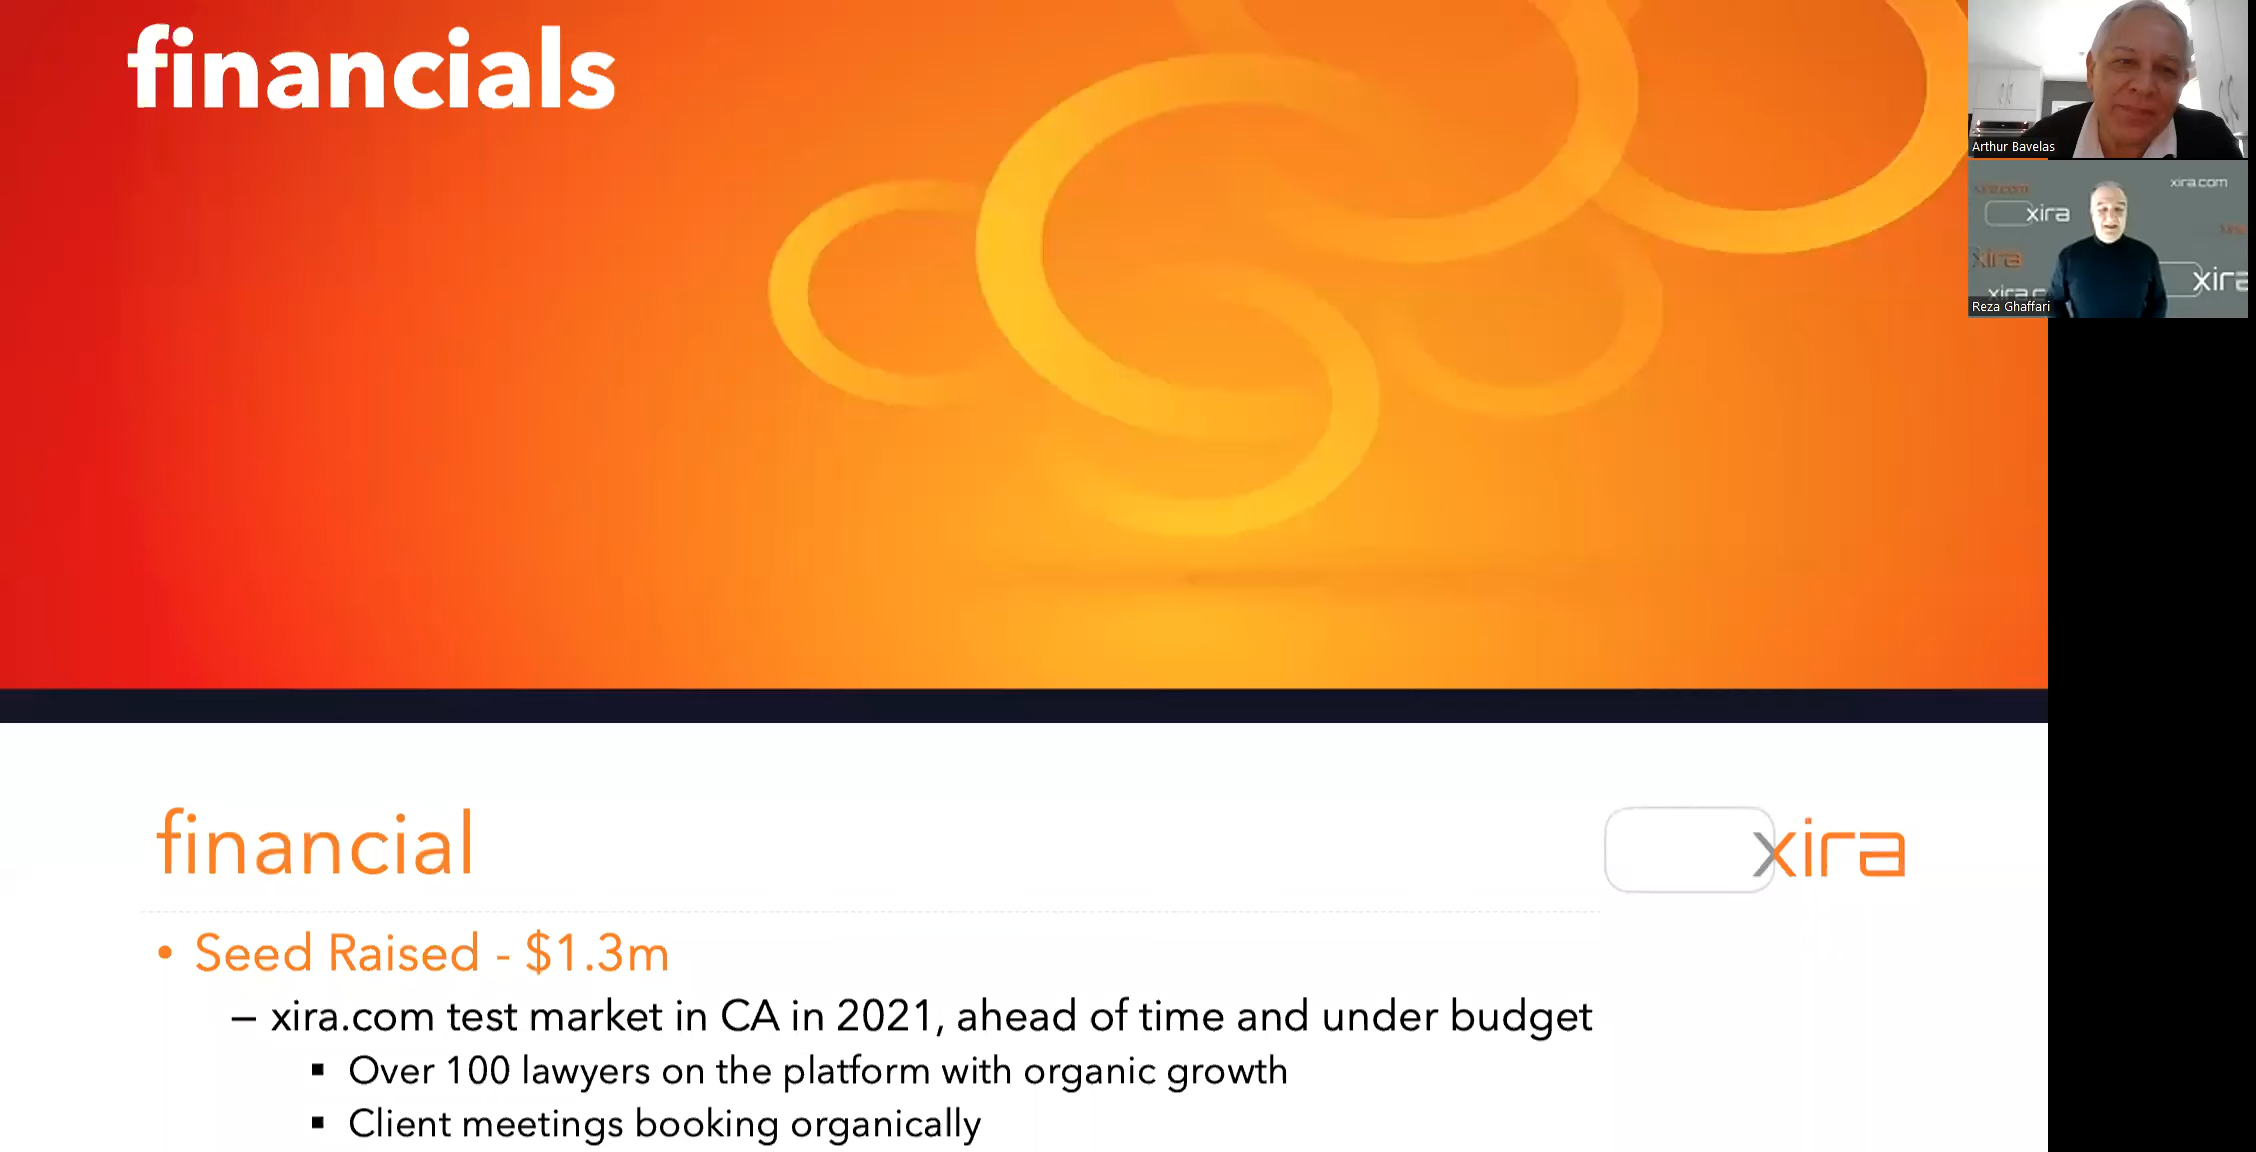 financials
Arthur Bavelas
xira.com
xira
xira
xira
Reza Ghaffari
financial
xira
• Seed Raised - $1.3m
– xira.com test market in CA in 2021, ahead of time and under budget
▪ Over 100 lawyers on the platform with organic growth
▪ Client meetings booking organically